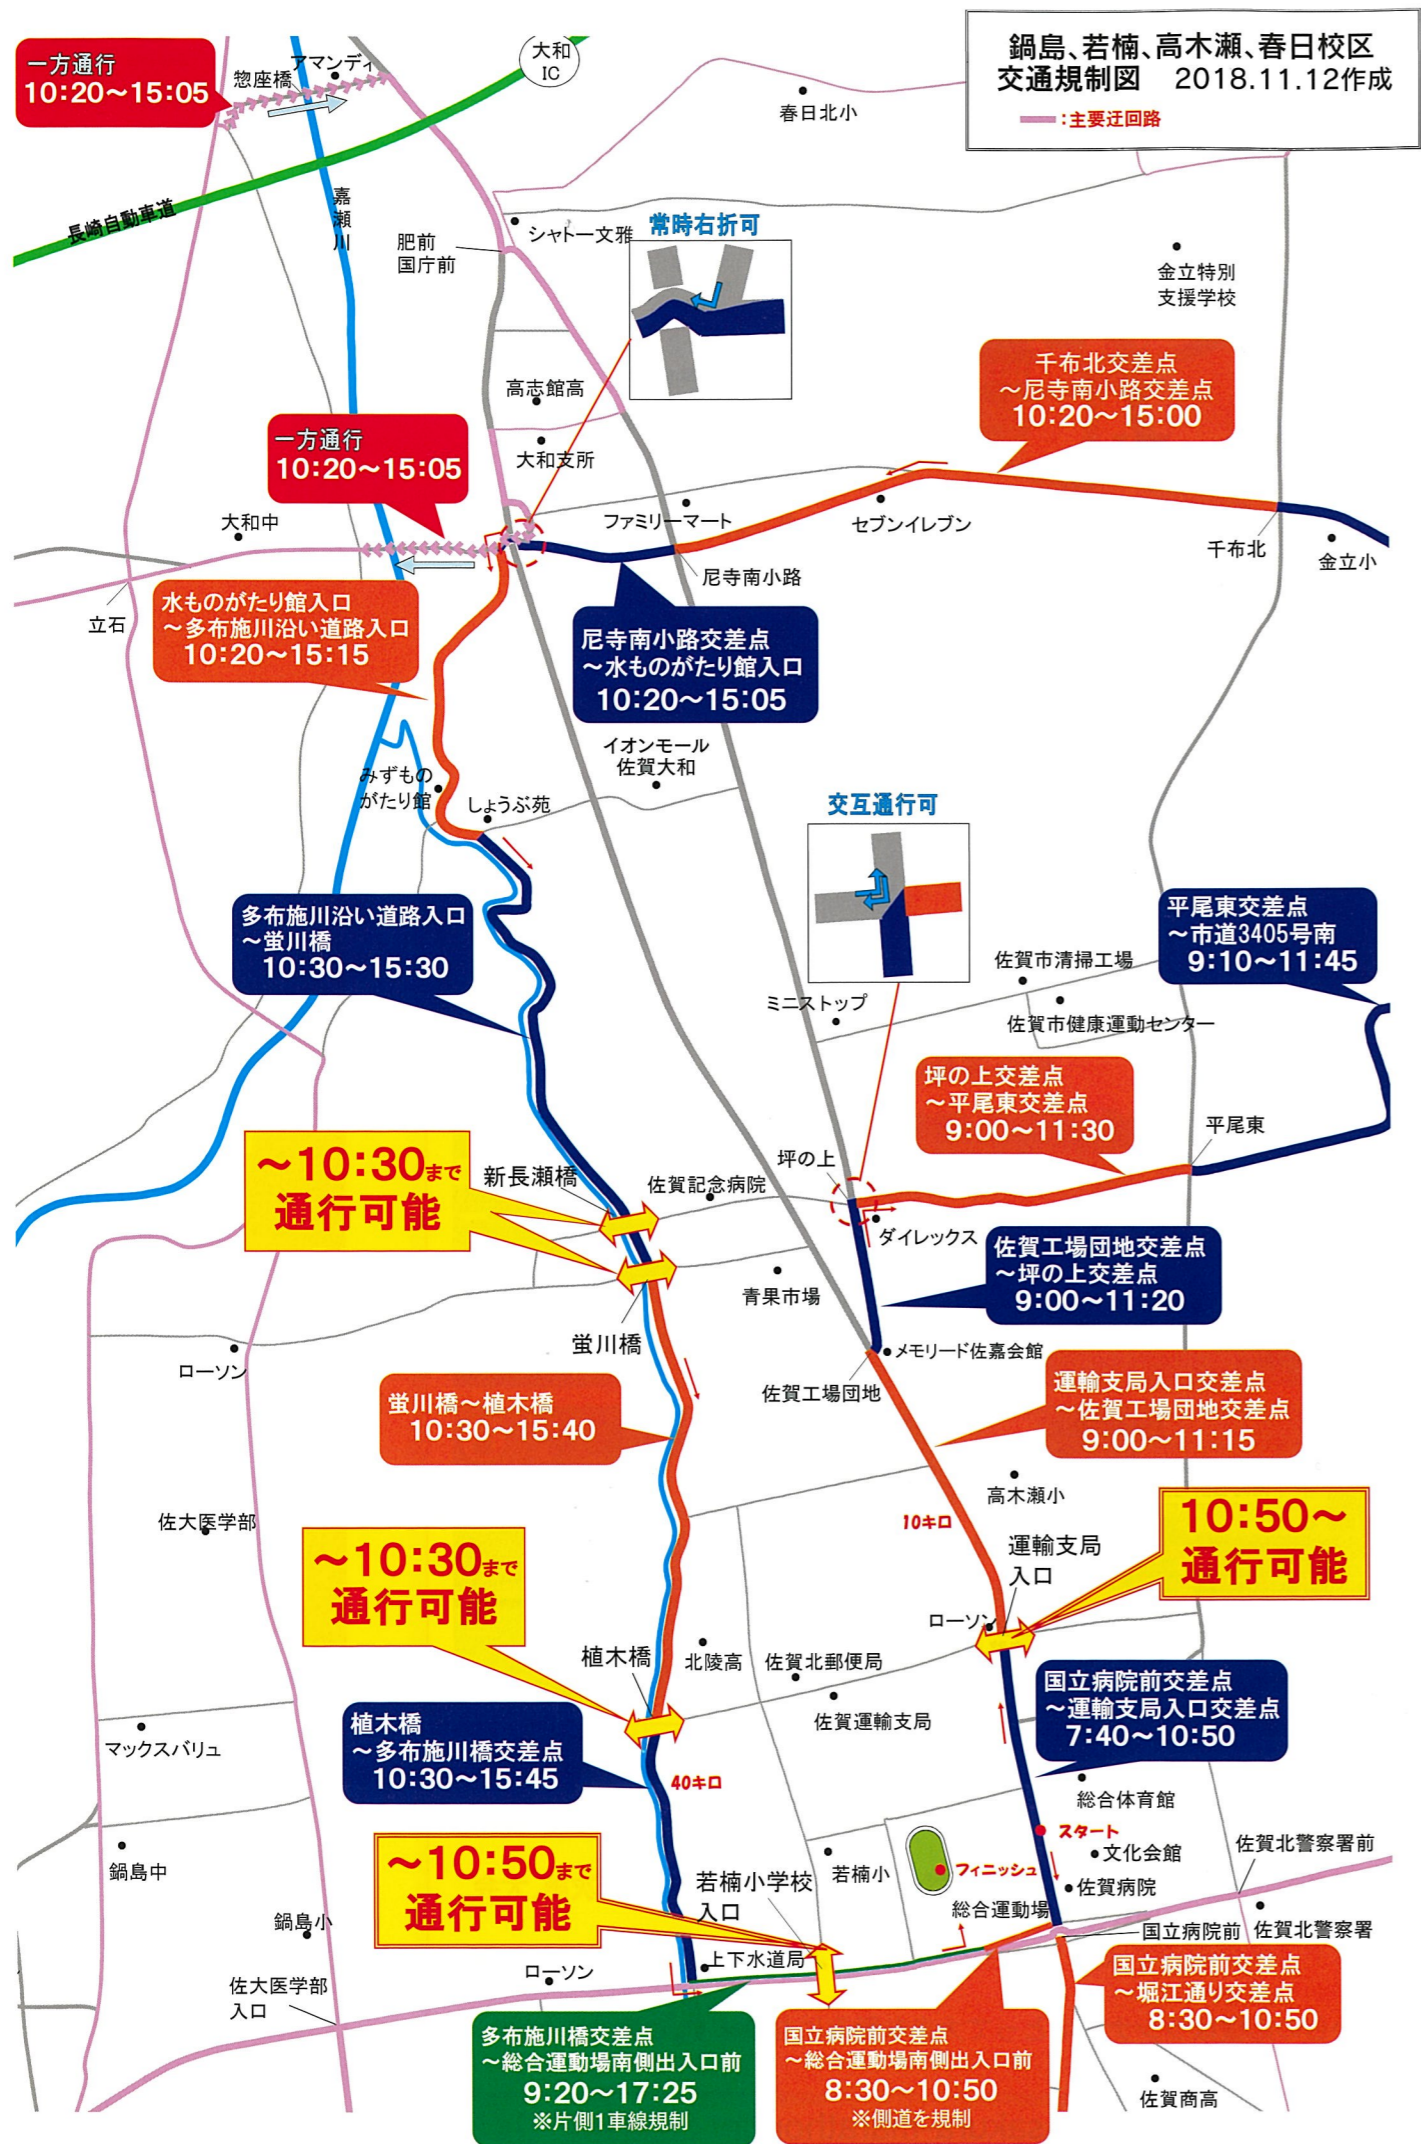 鍋島、若楠、高木瀬、春日校区
交通規制図 2018.11.12作成
:主要迂回路
一方通行
10:20～15:05
惣座橋
アマンディ
大和
IC
長崎自動車道
嘉瀬川
春日北小
肥前
国庁前
シャトー文雅
常時右折可
金立特別
支援学校
千布北交差点
～尼寺南小路交差点
10:20～15:00
高志館高
大和支所
一方通行
10:20～15:05
大和中
ファミリーマート
セブンイレブン
千布北
金立小
尼寺南小路
立石
水ものがたり館入口
～多布施川沿い道路入口
10:20～15:15
尼寺南小路交差点
～水ものがたり館入口
10:20～15:05
イオンモール
佐賀大和
みずもの
がたり館
しょうぶ苑
交互通行可
多布施川沿い道路入口
～蛍川橋
10:30～15:30
平尾東交差点
～市道3405号南
9:10～11:45
佐賀市清掃工場
ミニストップ
佐賀市健康運動センター
坪の上交差点
～平尾東交差点
9:00～11:30
平尾東
～10:30まで
通行可能
新長瀬橋
佐賀記念病院
坪の上
ダイレックス
佐賀工場団地交差点
～坪の上交差点
9:00～11:20
青果市場
蛍川橋
ローソン
メモリード佐嘉会館
佐賀工場団地
蛍川橋～植木橋
10:30～15:40
運輸支局入口交差点
～佐賀工場団地交差点
9:00～11:15
高木瀬小
10キロ
佐大医学部
～10:30まで
通行可能
10:50～
通行可能
運輸支局
入口
ローソン
植木橋
北陵高
佐賀北郵便局
佐賀運輸支局
国立病院前交差点
～運輸支局入口交差点
7:40～10:50
マックスバリュ
植木橋
～多布施川橋交差点
10:30～15:45
40キロ
総合体育館
スタート
文化会館
佐賀北警察署前
鍋島中
～10:50まで
通行可能
若楠小学校
入口
若楠小
フィニッシュ
佐賀病院
総合運動場
国立病院前
佐賀北警察署
鍋島小
上下水道局
ローソン
佐大医学部
入口
国立病院前交差点
～堀江通り交差点
8:30～10:50
多布施川橋交差点
～総合運動場南側出入口前
9:20～17:25
※片側1車線規制
国立病院前交差点
～総合運動場南側出入口前
8:30～10:50
※側道を規制
佐賀商高